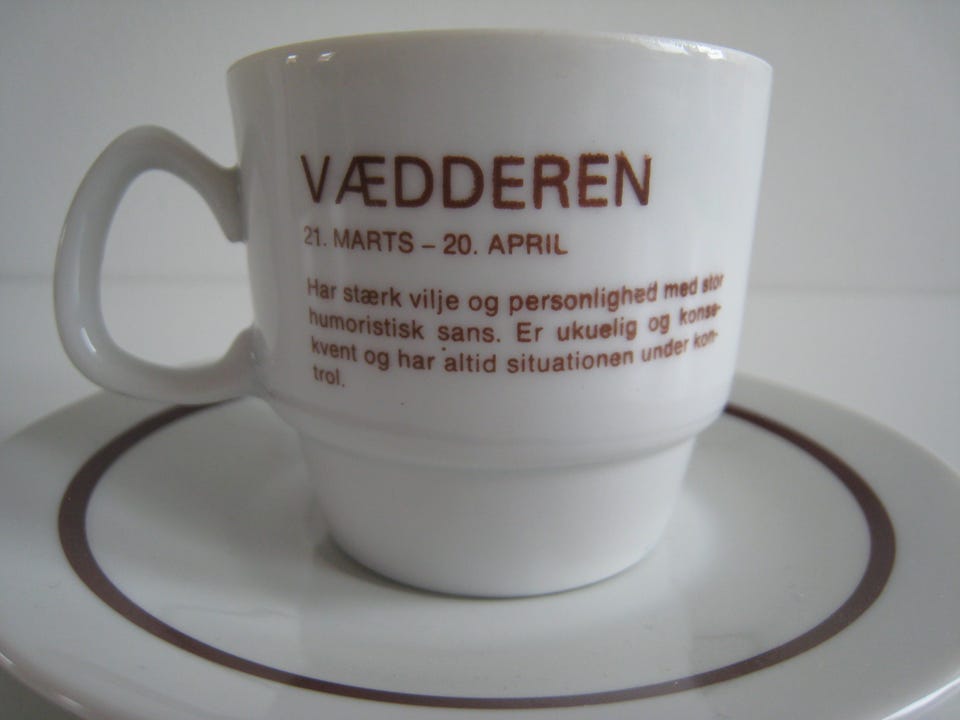 VÆDDEREN
21. MARTS – 20. APRIL
Har stærk vilje og personlighed med stor
humoristisk sans. Er ukuelig og konse-
kvent og har altid situationen under kon-
trol.